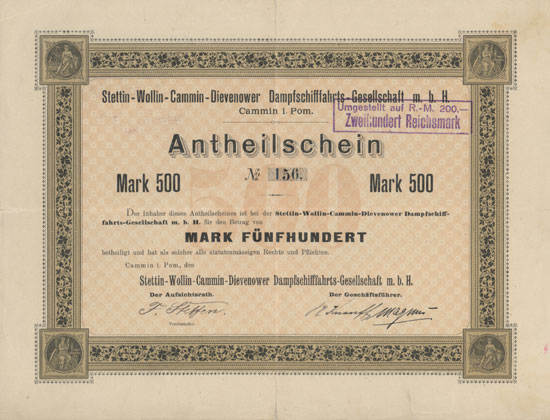 Stettin-Wollin-Cammin-Dievenower Dampfschifffahrts-Gesellschaft m. b. H.
Cammin i. Pom.
Umgestellt auf R.-M. 200.—
Zweihundert Reichsmark
Antheilschein
Mark 500 № 156. Mark 500
Der Inhaber dieses Antheilscheines ist bei der Stettin-Wollin-Cammin-Dievenower Dampfschiff-
fahrts-Gesellschaft m. b. H. für den Betrag von
MARK FÜNFHUNDERT
betheiligt und hat als solcher alle statutenmässigen Rechte und Pflichten.
Cammin i. Pom., den
Stettin-Wollin-Cammin-Dievenower Dampfschifffahrts-Gesellschaft m. b. H.
Der Aufsichtsrath. Der Geschäftsführer.
Vorsitzender.